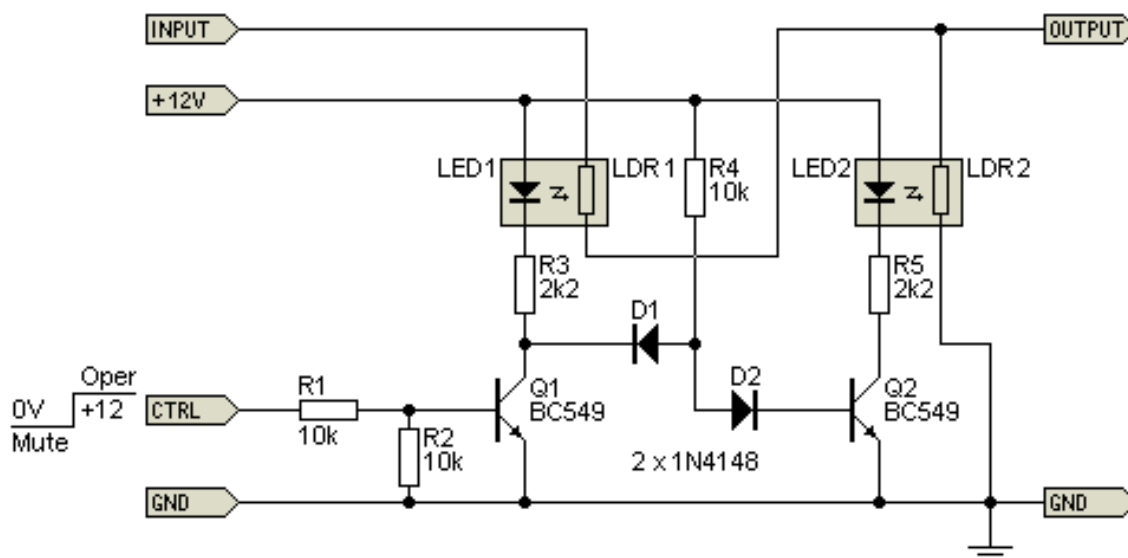 INPUT
OUTPUT
+12V
LED1
LDR1
R4
10k
LED2
LDR2
R3
2k2
R5
2k2
D1
Oper
0V
+12
Mute
CTRL
R1
10k
R2
10k
Q1
BC549
D2
Q2
BC549
2 x 1N4148
GND
GND